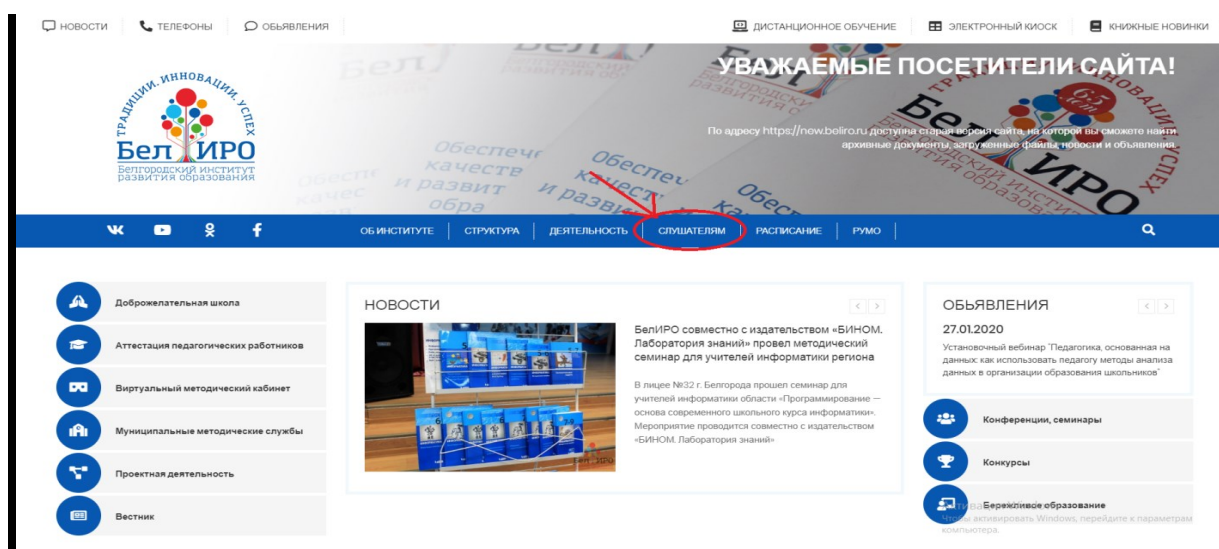 НОВОСТИ
ТЕЛЕФОНЫ
ОБЪЯВЛЕНИЯ
ДИСТАНЦИОННОЕ ОБУЧЕНИЕ
ЭЛЕКТРОННЫЙ КИОСК
КНИЖНЫЕ НОВИНКИ
ТРАДИЦИИ. ИННОВАЦИИ. УСПЕХ
Бел ИРО
Белгородский институт
развития образования
УВАЖАЕМЫЕ ПОСЕТИТЕЛИ САЙТА!
По адресу https://new.beliro.ru доступна старая версия сайта, на которой вы сможете найти
архивные документы, загруженные файлы, новости и объявления.
ОБ ИНСТИТУТЕ
СТРУКТУРА
ДЕЯТЕЛЬНОСТЬ
СЛУШАТЕЛЯМ
РАСПИСАНИЕ
РУМО
Доброжелательная школа
Аттестация педагогических работников
Виртуальный методический кабинет
Муниципальные методические службы
Проектная деятельность
Вестник
НОВОСТИ
БелИРО совместно с издательством «БИНОМ.
Лаборатория знаний» провел методический
семинар для учителей информатики региона
В лицее №32 г. Белгорода прошел семинар для
учителей информатики области «Программирование —
основа современного школьного курса информатики».
Мероприятие проводится совместно с издательством
«БИНОМ. Лаборатория знаний»
ОБЪЯВЛЕНИЯ
27.01.2020
Установочный вебинар "Педагогика, основанная на
данных: как использовать педагогу методы анализа
данных в организации образования школьников"
Конференции, семинары
Конкурсы
Бережливое образование
Чтобы активировать Windows, перейдите к параметрам
компьютера.